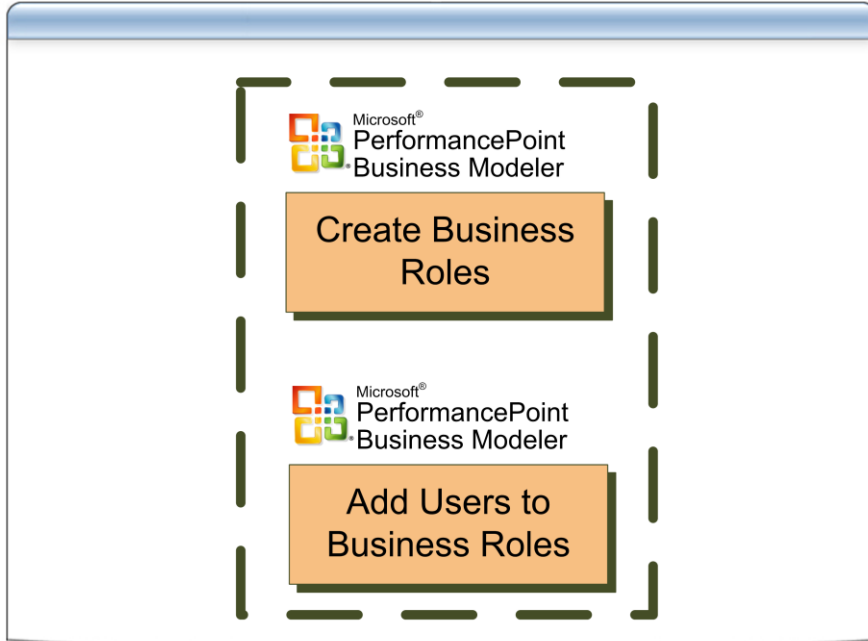 Microsoft®
PerformancePoint
Business Modeler
Create Business
Roles
Microsoft®
PerformancePoint
Business Modeler
Add Users to
Business Roles